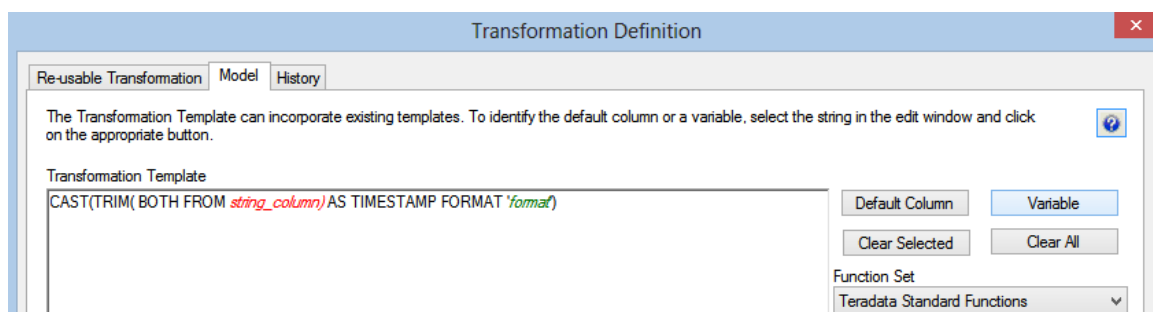 Transformation Definition
Re-usable Transformation Model History
The Transformation Template can incorporate existing templates. To identify the default column or a variable, select the string in the edit window and click
on the appropriate button.
Transformation Template
CAST(TRIM( BOTH FROM string_column) AS TIMESTAMP FORMAT 'format')
Default Column Variable
Clear Selected Clear All
Function Set
Teradata Standard Functions